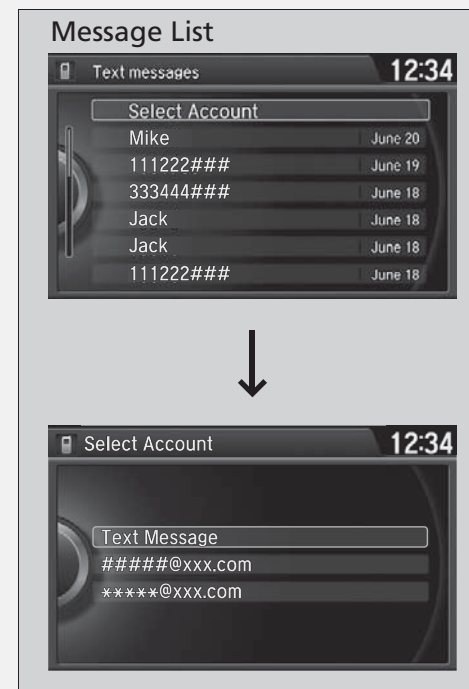 Message List
Text messages 12:34
Select Account
Mike June 20
111222### June 19
333444### June 18
Jack June 18
Jack June 18
111222### June 18
Select Account 12:34
Text Message
#####@xxx.com
*****@xxx.com